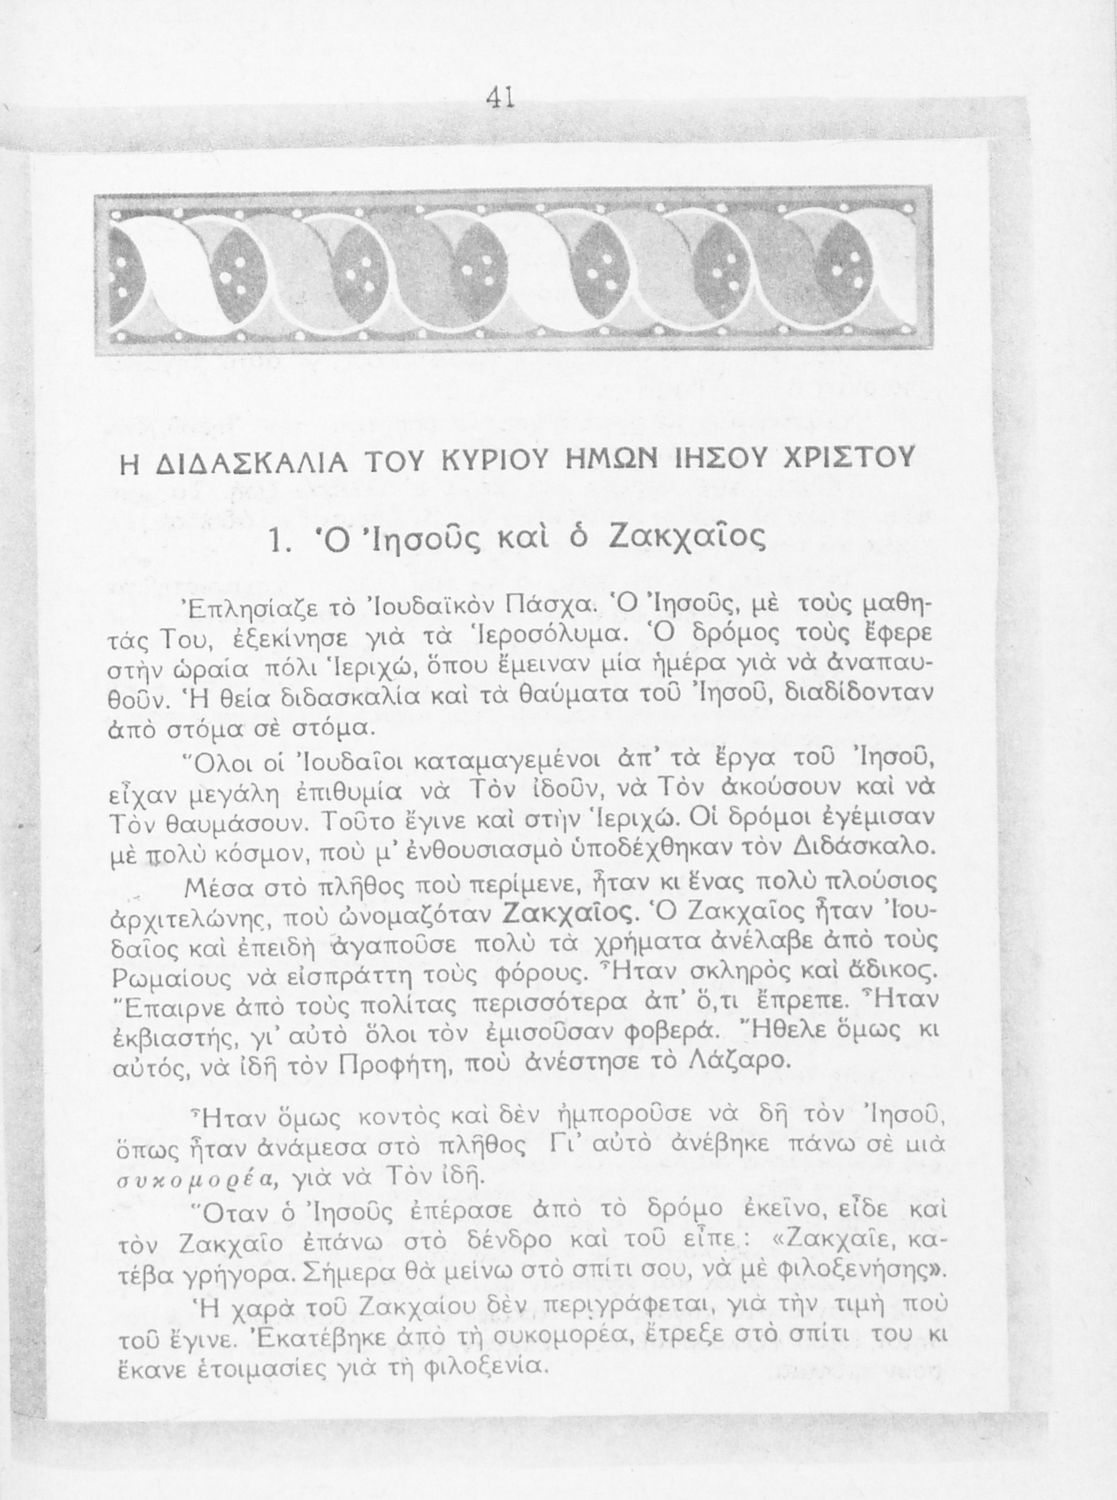 41
Η ΔΙΔΑΣΚΑΛΙΑ ΤΟΥ ΚΥΡΙΟΥ ΗΜΩΝ ΙΗΣΟΥ ΧΡΙΣΤΟΥ
1. Ὁ Ἰησοῦς καὶ ὁ Ζακχαῖος
Ἐπλησίαζε τὸ Ἰουδαϊκὸν Πάσχα. Ὁ Ἰησοῦς, μὲ τοὺς μαθη-
τάς Του, ἐξεκίνησε γιὰ τὰ Ἱεροσόλυμα. Ὁ δρόμος τοὺς ἔφερε
στὴν ὡραία πόλι Ἱεριχώ, ὅπου ἔμειναν μία ἡμέρα γιὰ νὰ ἀναπαυ-
θοῦν. Ἡ θεία διδασκαλία καὶ τὰ θαύματα τοῦ Ἰησοῦ, διαδίδονταν
ἀπὸ στόμα σὲ στόμα.
Ὅλοι οἱ Ἰουδαῖοι καταμαγεμένοι ἀπ’ τὰ ἔργα τοῦ Ἰησοῦ,
εἶχαν μεγάλη ἐπιθυμία νὰ Τὸν ἰδοῦν, νὰ Τὸν ἀκούσουν καὶ νὰ
Τὸν θαυμάσουν. Τοῦτο ἔγινε καὶ στὴν Ἱεριχώ. Οἱ δρόμοι ἐγέμισαν
μὲ πολὺ κόσμον, ποὺ μ’ ἐνθουσιασμὸ ὑποδέχθηκαν τὸν Διδάσκαλο.
Μέσα στὸ πλῆθος ποὺ περίμενε, ἦταν κι ἕνας πολὺ πλούσιος
ἀρχιτελώνης, ποὺ ὠνομαζόταν Ζακχαῖος. Ὁ Ζακχαῖος ἦταν Ἰου-
δαῖος καὶ ἐπειδὴ ἀγαποῦσε πολὺ τὰ χρήματα ἀνέλαβε ἀπὸ τοὺς
Ρωμαίους νὰ εἰσπράττη τοὺς φόρους. Ἦταν σκληρὸς καὶ ἄδικος.
Ἔπαιρνε ἀπὸ τοὺς πολίτας περισσότερα ἀπ’ ὅ,τι ἔπρεπε. Ἦταν
ἐκβιαστής, γι’ αὐτὸ ὅλοι τὸν ἐμισοῦσαν φοβερά. Ἤθελε ὅμως κι
αὐτός, νὰ ἰδῆ τὸν Προφήτη, ποὺ ἀνέστησε τὸ Λάζαρο.
Ἦταν ὅμως κοντὸς καὶ δὲν ἡμποροῦσε νὰ δῆ τὸν Ἰησοῦ,
ὅπως ἦταν ἀνάμεσα στὸ πλῆθος Γι’ αὐτὸ ἀνέβηκε πάνω σὲ μιὰ
συκομορέα, γιὰ νὰ Τὸν ἰδῆ.
Ὅταν ὁ Ἰησοῦς ἐπέρασε ἀπὸ τὸ δρόμο ἐκεῖνο, εἶδε καὶ
τὸν Ζακχαῖο ἐπάνω στὸ δένδρο καὶ τοῦ εἶπε: «Ζακχαῖε, κα-
τέβα γρήγορα. Σήμερα θὰ μείνω στὸ σπίτι σου, νὰ μὲ φιλοξενήσης».
Ἡ χαρὰ τοῦ Ζακχαίου δὲν περιγράφεται, γιὰ τὴν τιμὴ ποὺ
τοῦ ἔγινε. Ἐκατέβηκε ἀπὸ τὴ συκομορέα, ἔτρεξε στὸ σπίτι του κι
ἔκανε ἑτοιμασίες γιὰ τὴ φιλοξενία.